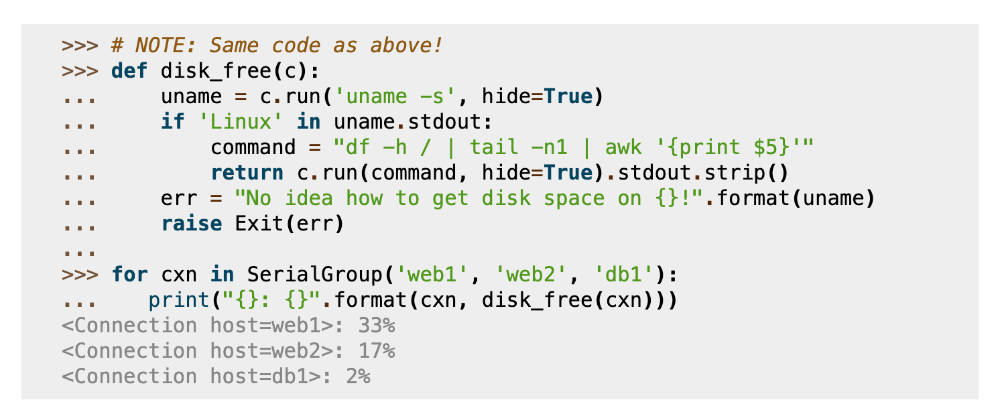 >>> # NOTE: Same code as above!
>>> def disk_free(c):
...     uname = c.run('uname -s', hide=True)
...     if 'Linux' in uname.stdout:
...         command = "df -h / | tail -n1 | awk '{print $5}'"
...         return c.run(command, hide=True).stdout.strip()
...     err = "No idea how to get disk space on {}!".format(uname)
...     raise Exit(err)
...
>>> for cxn in SerialGroup('web1', 'web2', 'db1'):
...    print("{}: {}".format(cxn, disk_free(cxn)))
<Connection host=web1>: 33%
<Connection host=web2>: 17%
<Connection host=db1>: 2%